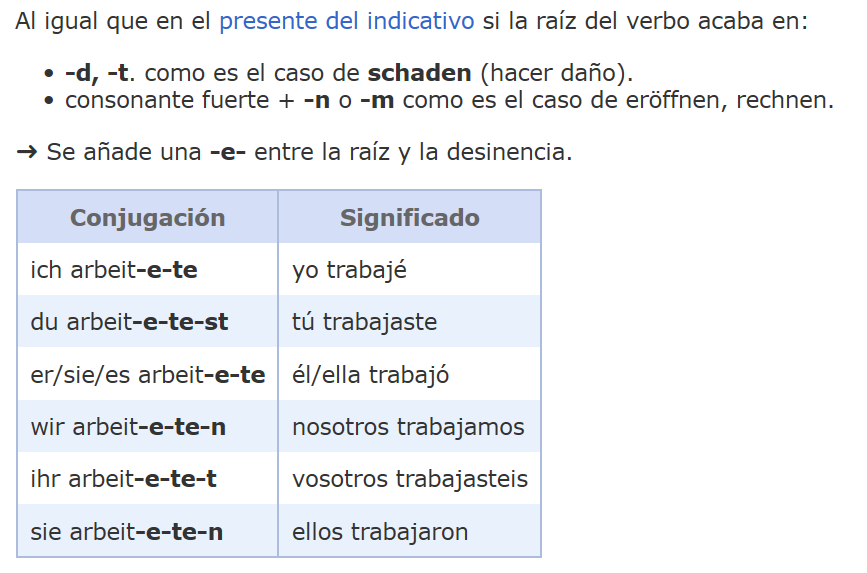 Al igual que en el presente del indicativo si la raíz del verbo acaba en:
• -d, -t. como es el caso de schaden (hacer daño).
• consonante fuerte + -n o -m como es el caso de eröffnen, rechnen.
→ Se añade una -e- entre la raíz y la desinencia.
Conjugación Significado
ich arbeit-e-te yo trabajé
du arbeit-e-te-st tú trabajaste
er/sie/es arbeit-e-te él/ella trabajó
wir arbeit-e-te-n nosotros trabajamos
ihr arbeit-e-te-t vosotros trabajasteis
sie arbeit-e-te-n ellos trabajaron